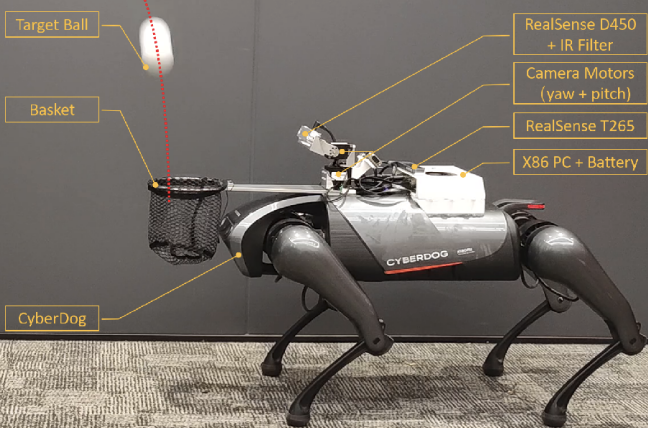 Target Ball
Basket
CyberDog
RealSense D450
+ IR Filter
Camera Motors
(yaw + pitch)
RealSense T265
X86 PC + Battery
CYBERDOG